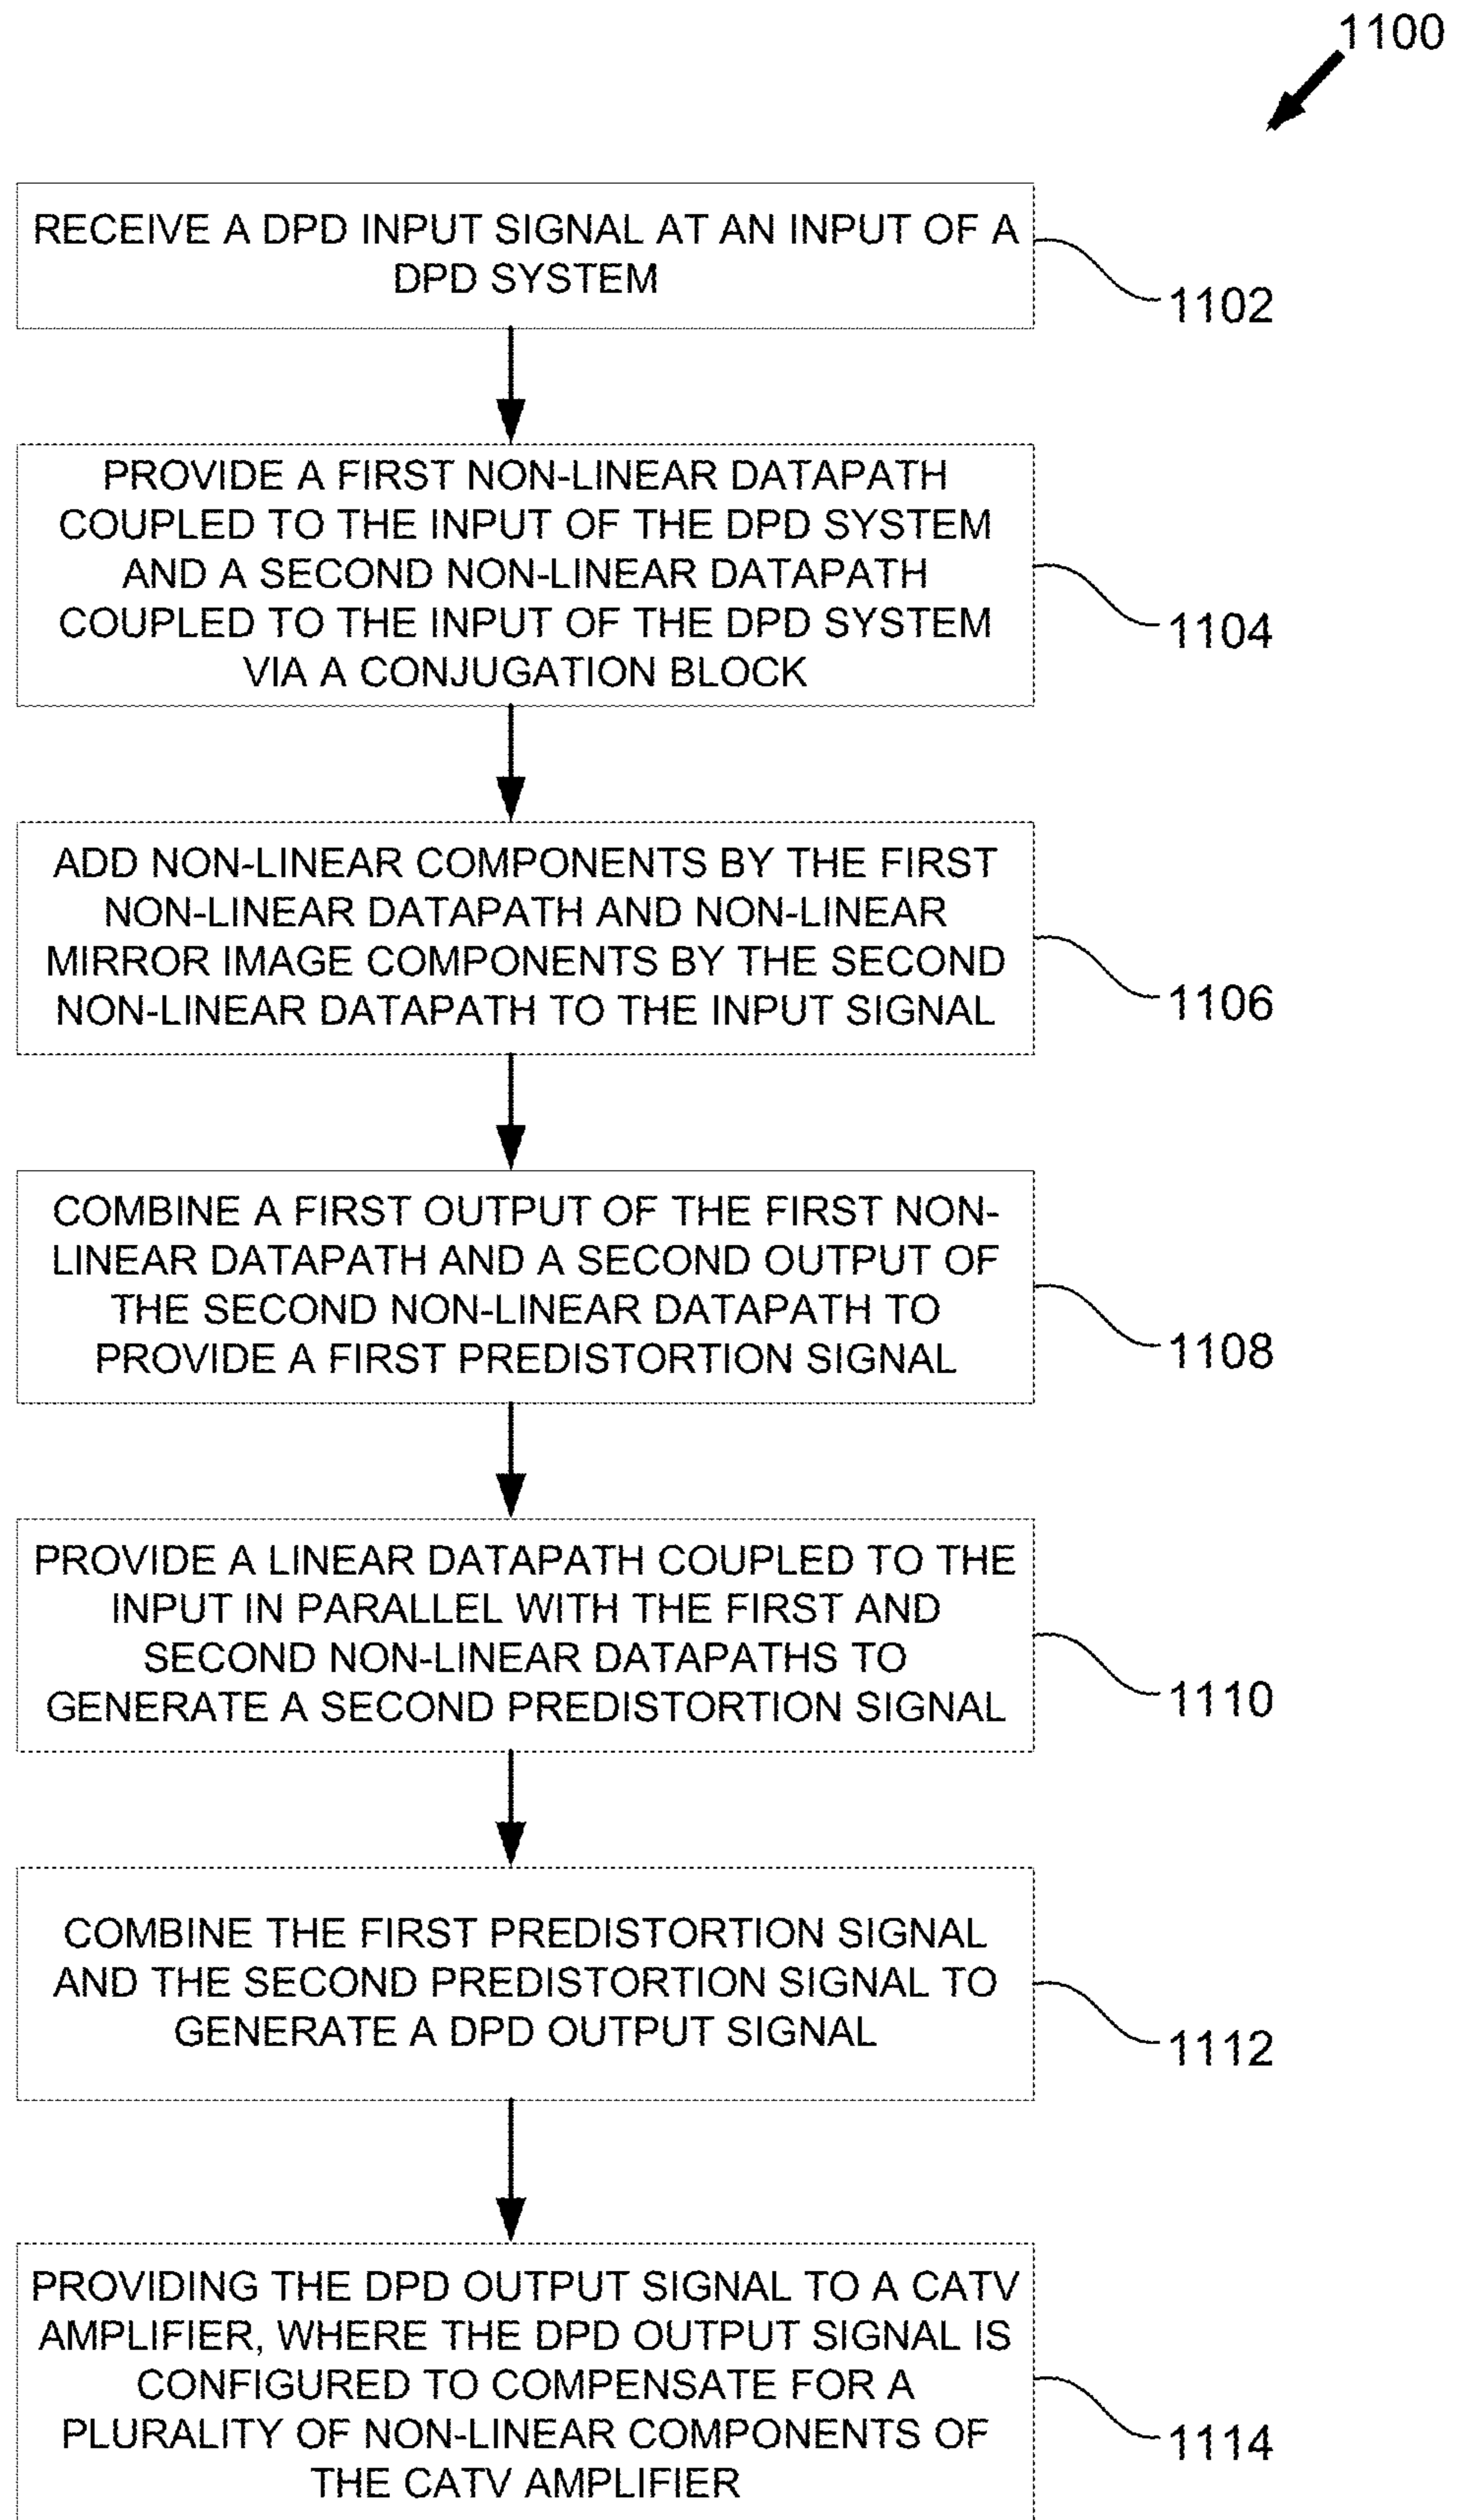 1100
RECEIVE A DPD INPUT SIGNAL AT AN INPUT OF A
DPD SYSTEM
1102
PROVIDE A FIRST NON-LINEAR DATAPATH
COUPLED TO THE INPUT OF THE DPD SYSTEM
AND A SECOND NON-LINEAR DATAPATH
COUPLED TO THE INPUT OF THE DPD SYSTEM
VIA A CONJUGATION BLOCK
1104
ADD NON-LINEAR COMPONENTS BY THE FIRST
NON-LINEAR DATAPATH AND NON-LINEAR
MIRROR IMAGE COMPONENTS BY THE SECOND
NON-LINEAR DATAPATH TO THE INPUT SIGNAL
1106
COMBINE A FIRST OUTPUT OF THE FIRST NON-
LINEAR DATAPATH AND A SECOND OUTPUT OF
THE SECOND NON-LINEAR DATAPATH TO
PROVIDE A FIRST PREDISTORTION SIGNAL
1108
PROVIDE A LINEAR DATAPATH COUPLED TO THE
INPUT IN PARALLEL WITH THE FIRST AND
SECOND NON-LINEAR DATAPATHS TO
GENERATE A SECOND PREDISTORTION SIGNAL
1110
COMBINE THE FIRST PREDISTORTION SIGNAL
AND THE SECOND PREDISTORTION SIGNAL TO
GENERATE A DPD OUTPUT SIGNAL
1112
PROVIDING THE DPD OUTPUT SIGNAL TO A CATV
AMPLIFIER, WHERE THE DPD OUTPUT SIGNAL IS
CONFIGURED TO COMPENSATE FOR A
PLURALITY OF NON-LINEAR COMPONENTS OF
THE CATV AMPLIFIER
1114